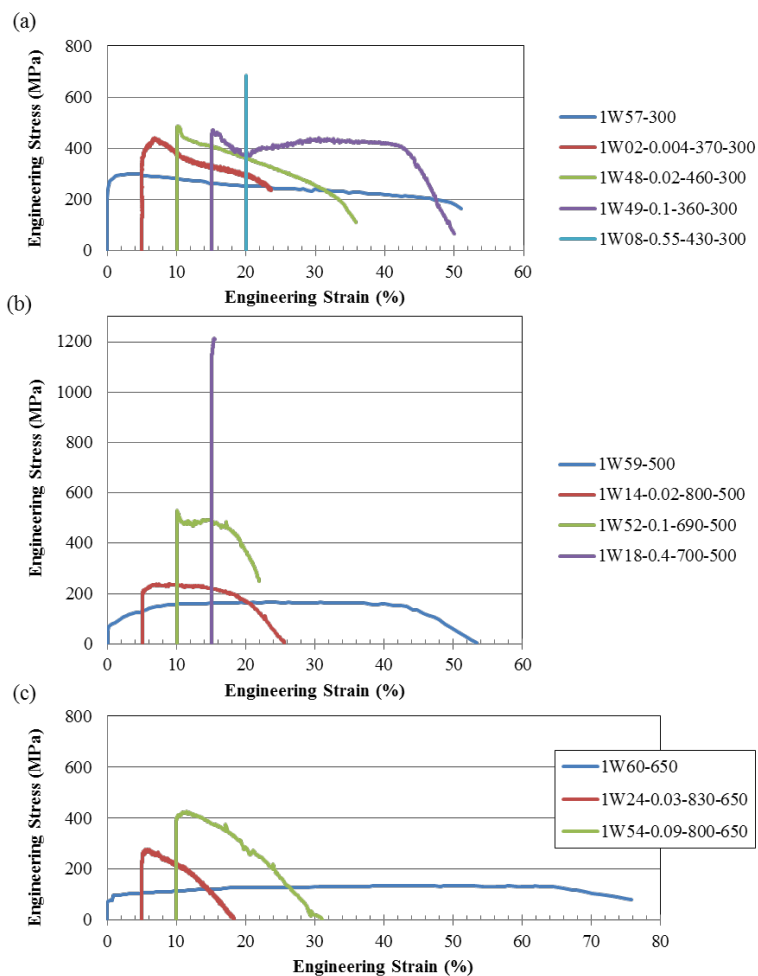 (a)
800
600
400
200
0
0 10 20 30 40 50 60
Engineering Stress (MPa)
Engineering Strain (%)
1W57-300
1W02-0.004-370-300
1W48-0.02-460-300
1W49-0.1-360-300
1W08-0.55-430-300
(b)
1200
1000
800
600
400
200
0
0 10 20 30 40 50 60
Engineering Stress (MPa)
Engineering Strain (%)
1W59-500
1W14-0.02-800-500
1W52-0.1-690-500
1W18-0.4-700-500
(c)
800
600
400
200
0
0 10 20 30 40 50 60 70 80
Engineering Stress (MPa)
Engineering Strain (%)
1W60-650
1W24-0.03-830-650
1W54-0.09-800-650